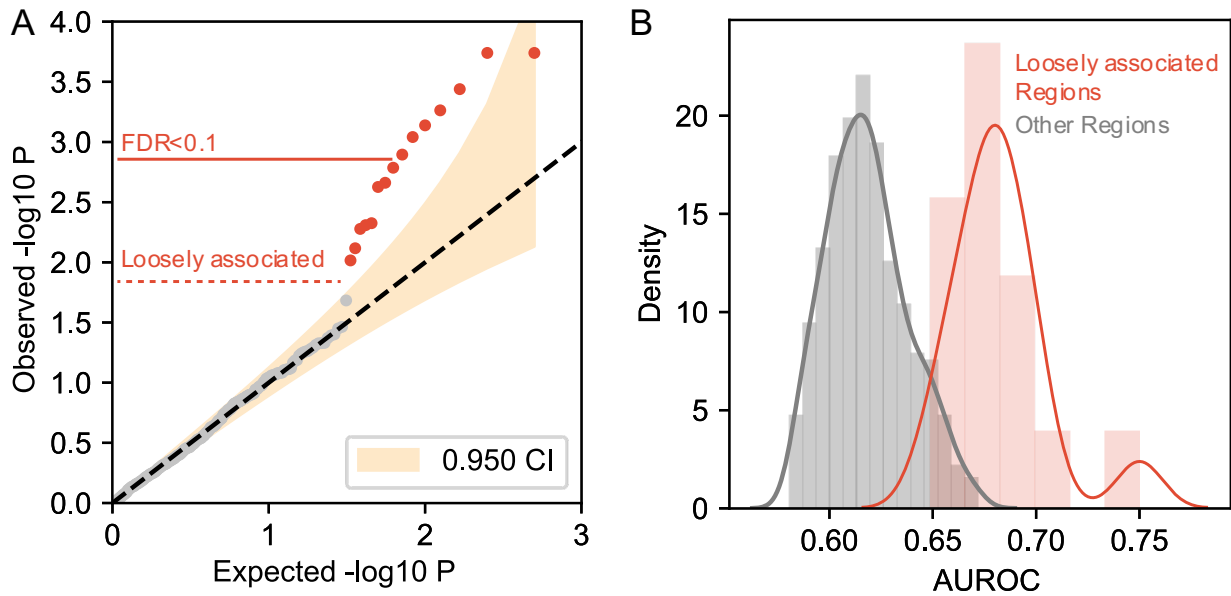 A
4.0
3.5
3.0
2.5
2.0
1.5
1.0
0.5
0.0
Observed -log10 P
FDR<0.1
Loosely associated
0.950 CI
0
1
2
3
Expected -log10 P
B
20
15
10
5
0
Density
Loosely associated
Regions
Other Regions
0.60
0.65
0.70
0.75
AUROC